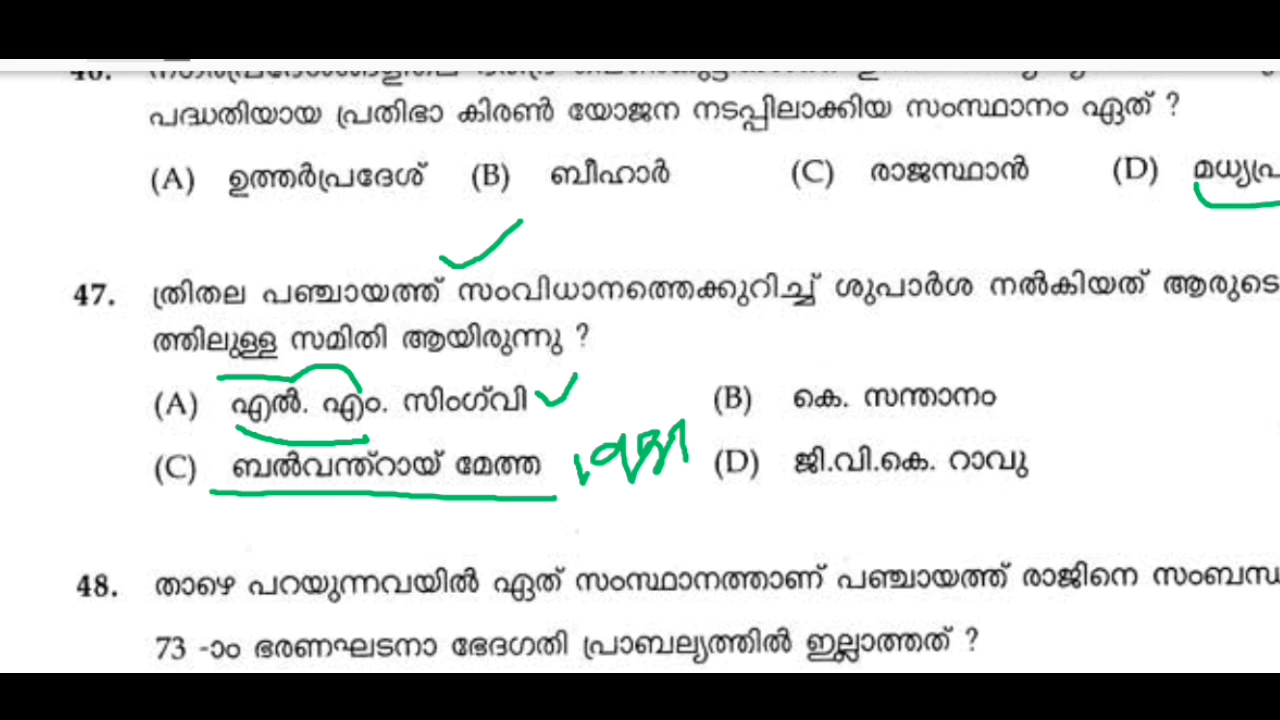 പദ്ധതിയായ പ്രതിഭാ കിരൺ യോജന നടപ്പിലാക്കിയ സംസ്ഥാനം ഏത് ?
(A) ഉത്തർപ്രദേശ് (B) ബീഹാർ (C) രാജസ്ഥാൻ (D) മധ്യപ്ര
47. ത്രിതല പഞ്ചായത്ത് സംവിധാനത്തെക്കുറിച്ച് ശുപാർശ നൽകിയത് ആരുടെ
ത്തിലുള്ള സമിതി ആയിരുന്നു ?
(A) എൽ. എം. സിംഗ്‌വി (B) കെ. സന്താനം
(C) ബൽവന്ത്റായ് മേത്ത (D) ജി.വി.കെ. റാവു
48. താഴെ പറയുന്നവയിൽ ഏത് സംസ്ഥാനത്താണ് പഞ്ചായത്ത് രാജിനെ സംബന്ധ
73 -ാം ഭരണഘടനാ ഭേദഗതി പ്രാബല്യത്തിൽ ഇല്ലാത്തത് ?